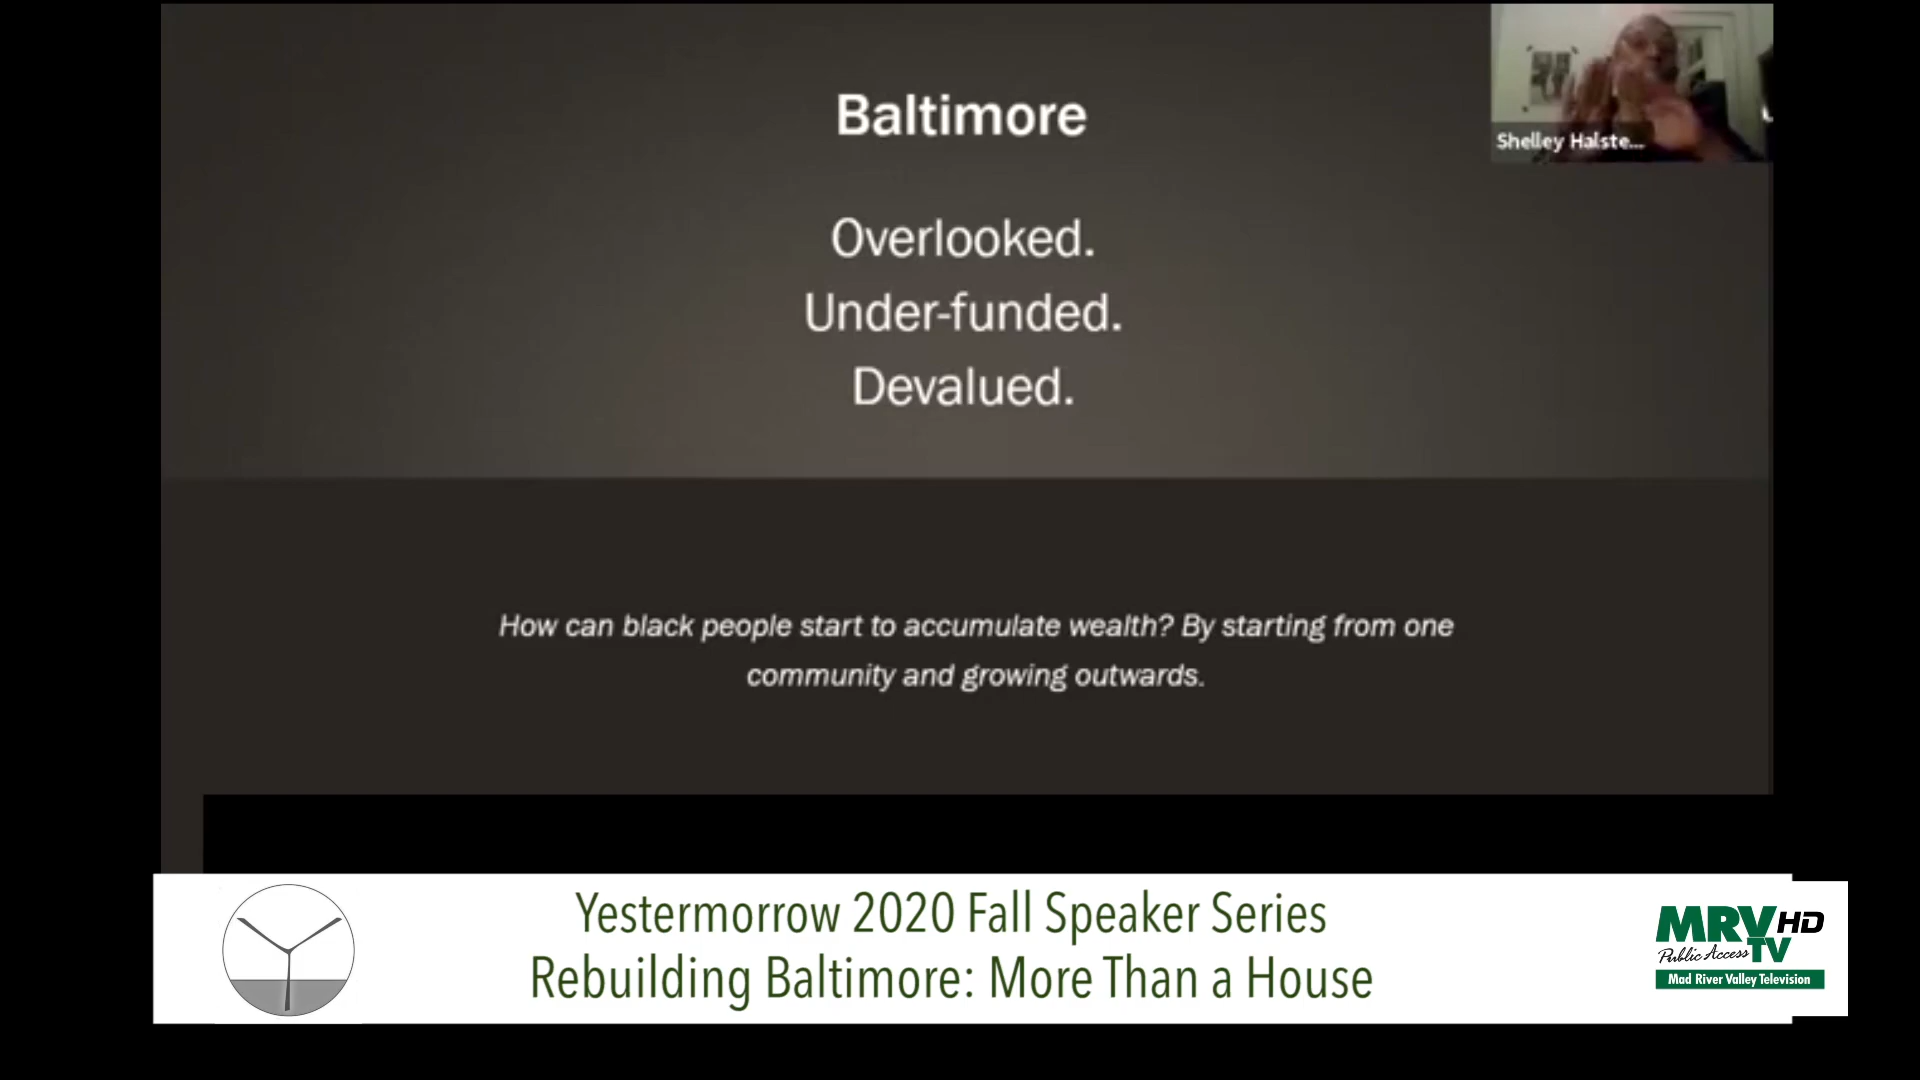 Baltimore
Shelley Halste...
Overlooked.
Under-funded.
Devalued.
How can black people start to accumulate wealth? By starting from one
community and growing outwards.
Yestermorrow 2020 Fall Speaker Series
Rebuilding Baltimore: More Than a House
MRV HD
Public Access TV
Mad River Valley Television